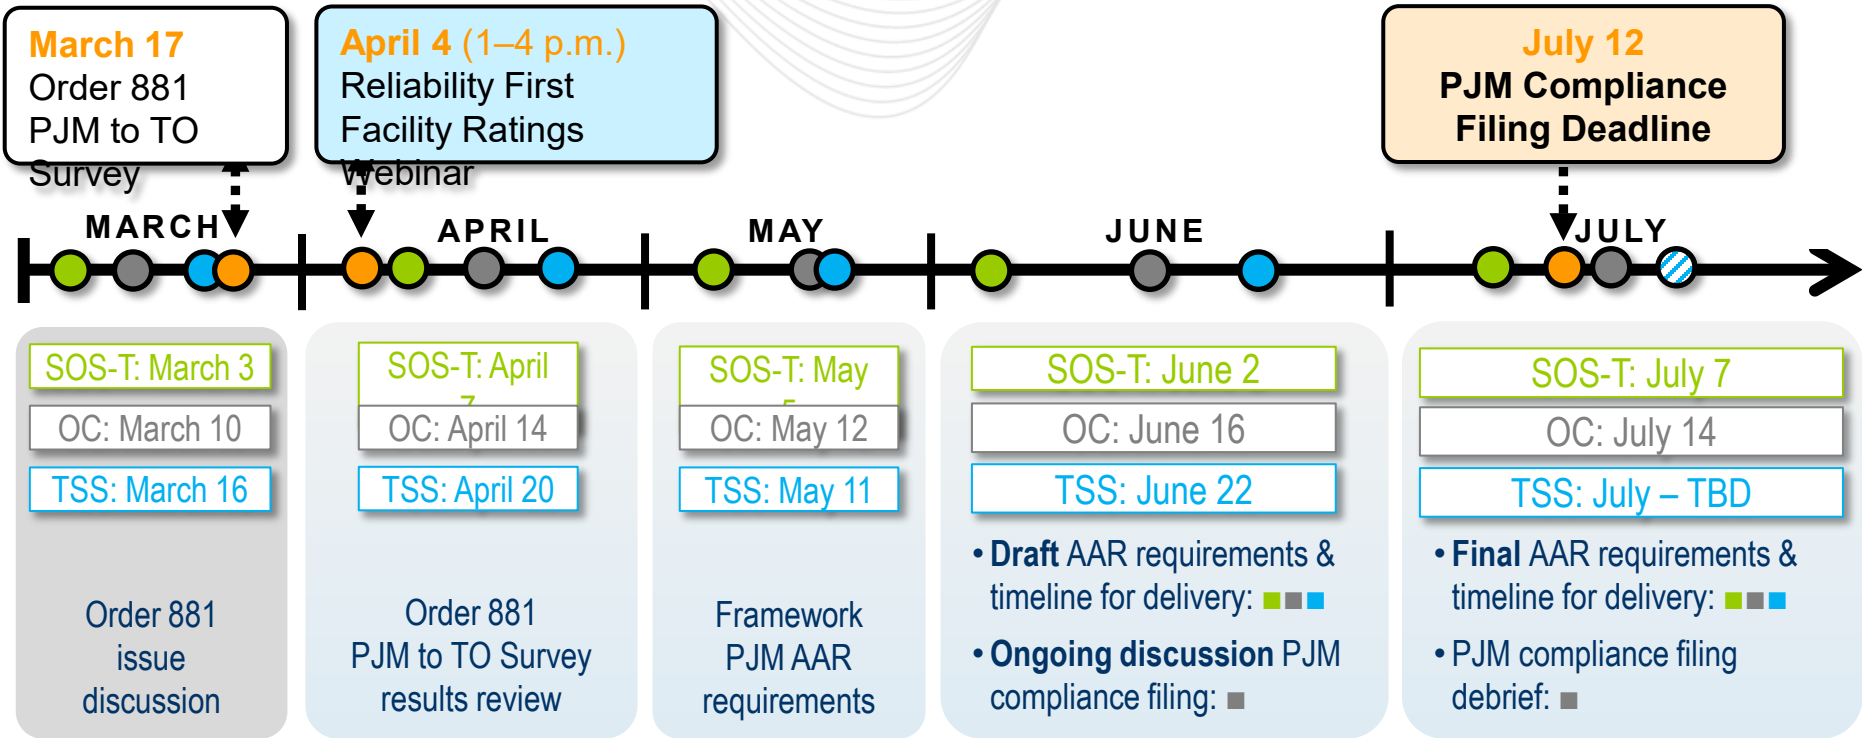 March 17
Order 881
PJM to TO
Survey
April 4 (1–4 p.m.)
Reliability First
Facility Ratings
Webinar
July 12
PJM Compliance
Filing Deadline
MARCH
APRIL
MAY
JUNE
JULY
SOS-T: March 3
OC: March 10
TSS: March 16
Order 881
issue
discussion
SOS-T: April
7
OC: April 14
TSS: April 20
Order 881
PJM to TO Survey
results review
SOS-T: May
5
OC: May 12
TSS: May 11
Framework
PJM AAR
requirements
SOS-T: June 2
OC: June 16
TSS: June 22
• Draft AAR requirements &
timeline for delivery:
• Ongoing discussion PJM
compliance filing:
SOS-T: July 7
OC: July 14
TSS: July – TBD
• Final AAR requirements &
timeline for delivery:
• PJM compliance filing
debrief: